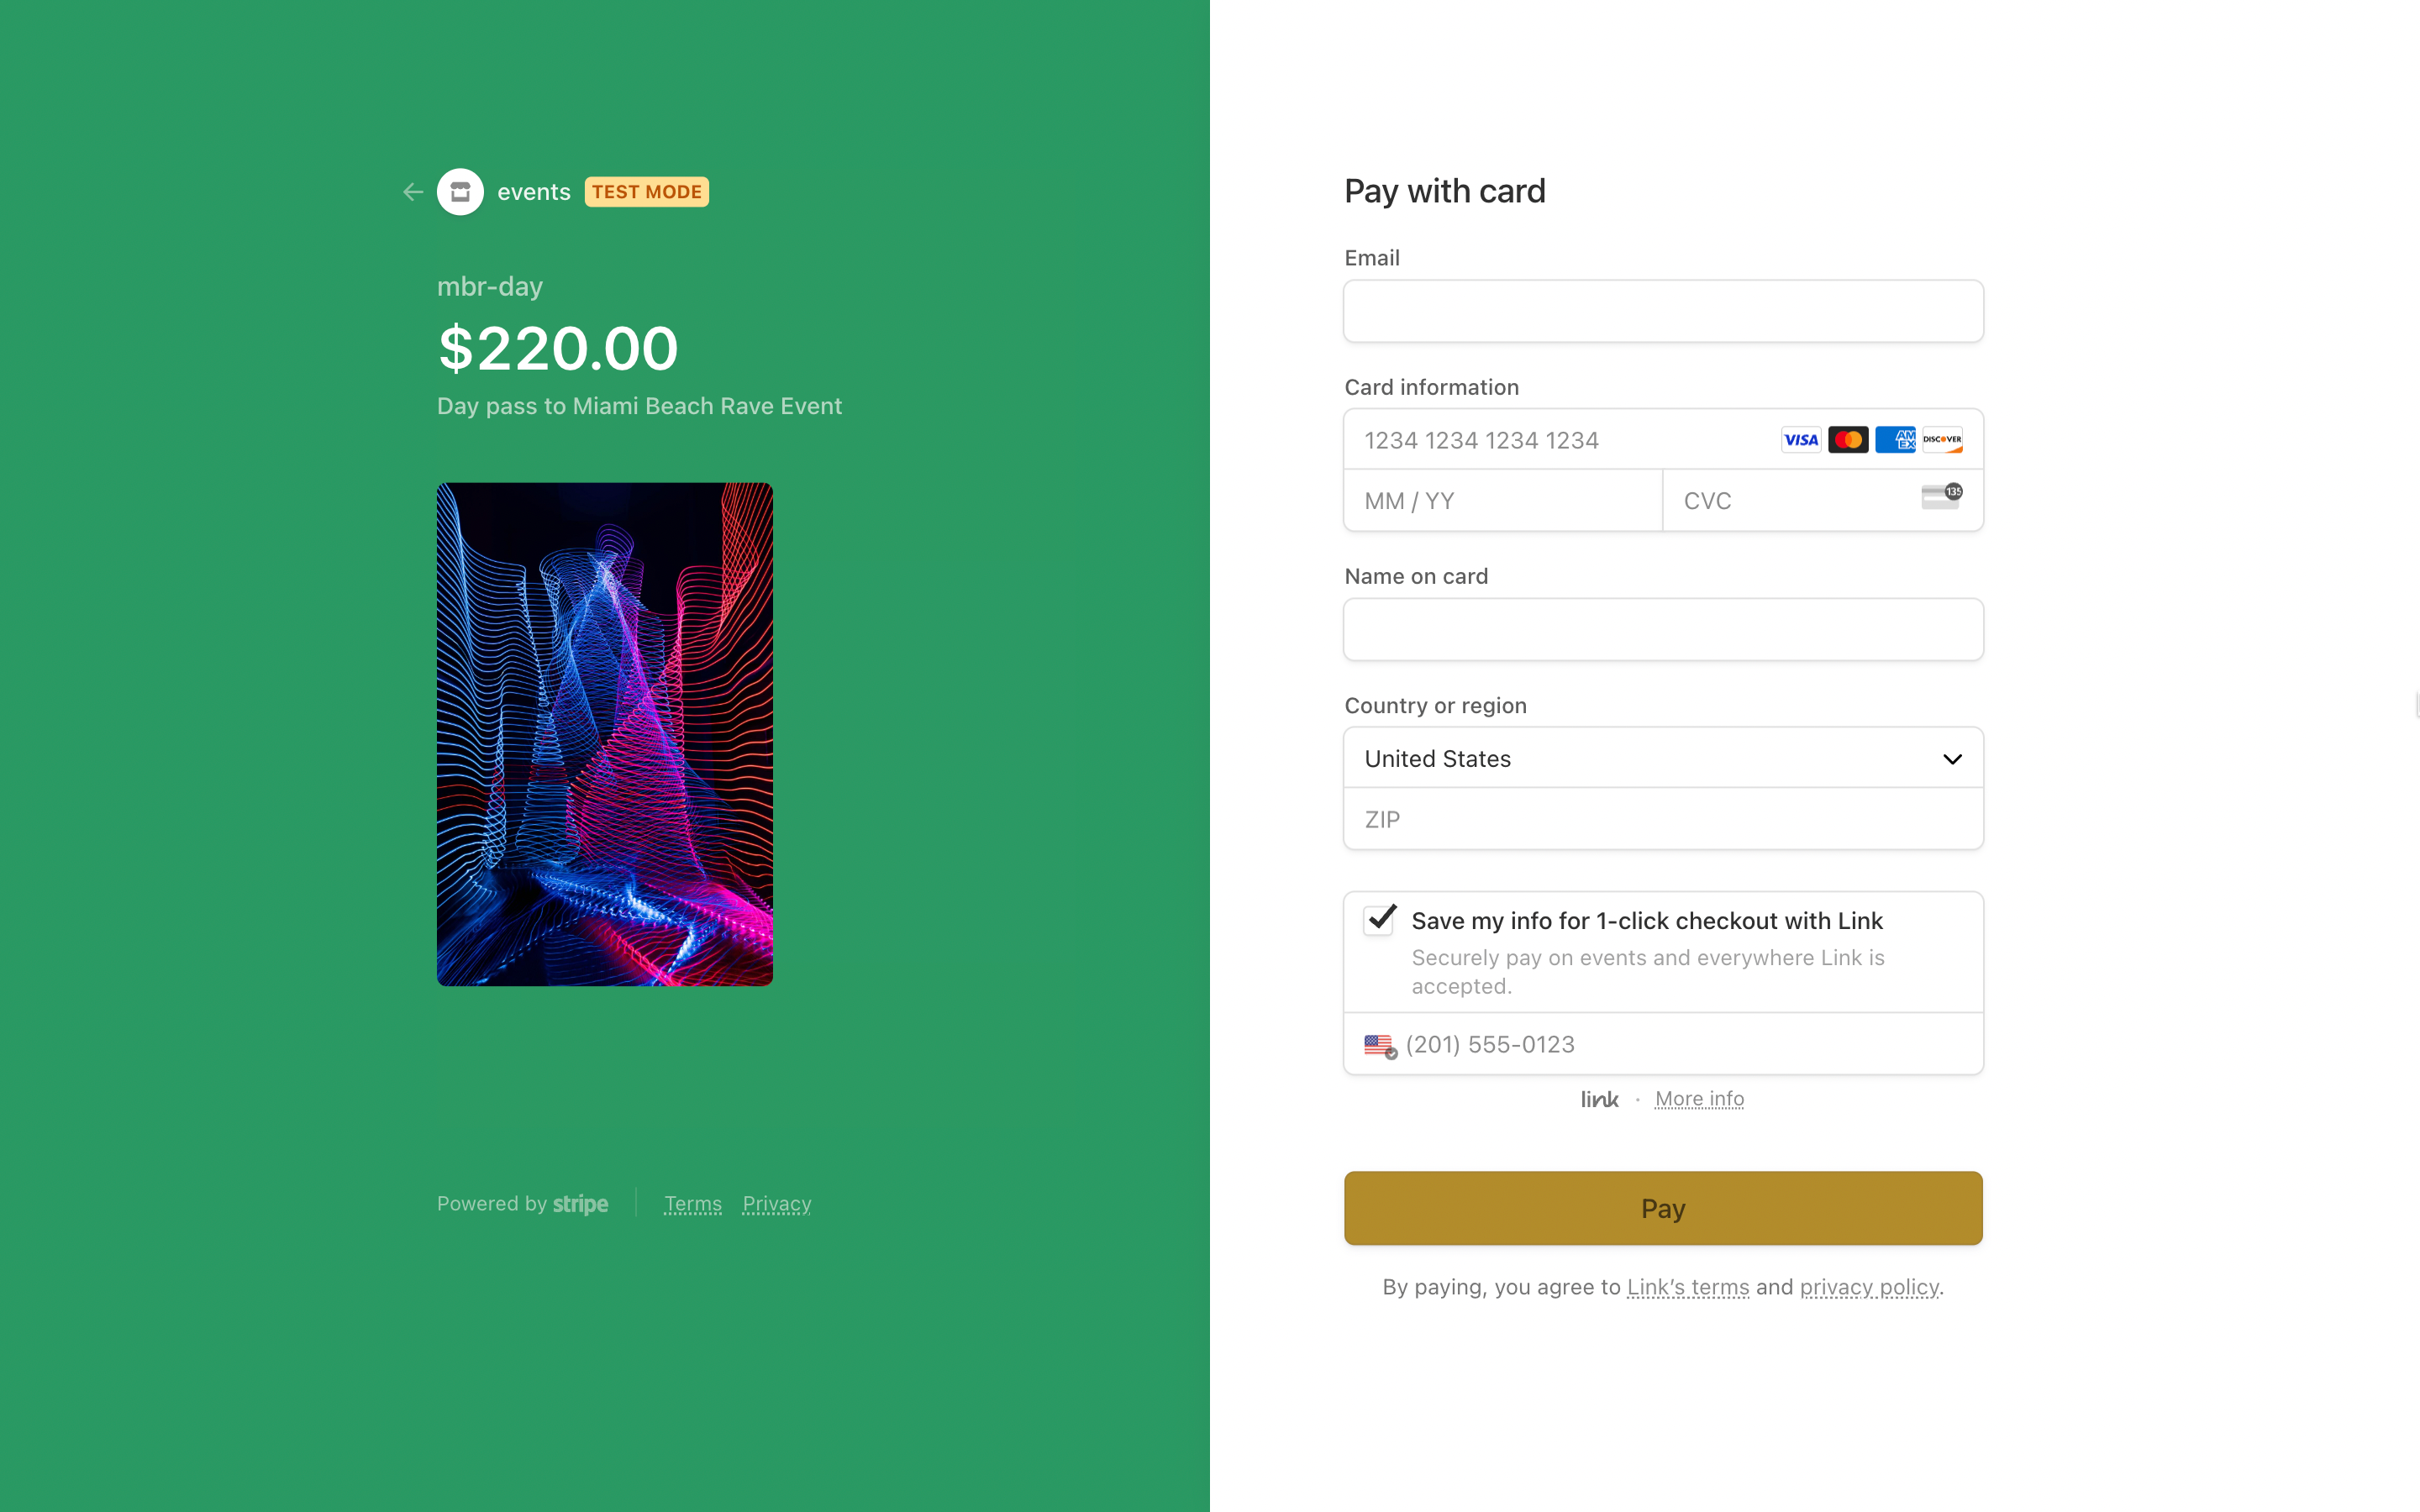 events TEST MODE
mbr-day
$220.00
Day pass to Miami Beach Rave Event
Powered by stripe Terms Privacy
Pay with card
Email
Card information
1234 1234 1234 1234 VISA AMEX DISCOVER
MM / YY CVC 135
Name on card
Country or region
United States
ZIP
Save my info for 1-click checkout with Link
Securely pay on events and everywhere Link is
accepted.
(201) 555-0123
link · More info
Pay
By paying, you agree to Link’s terms and privacy policy.